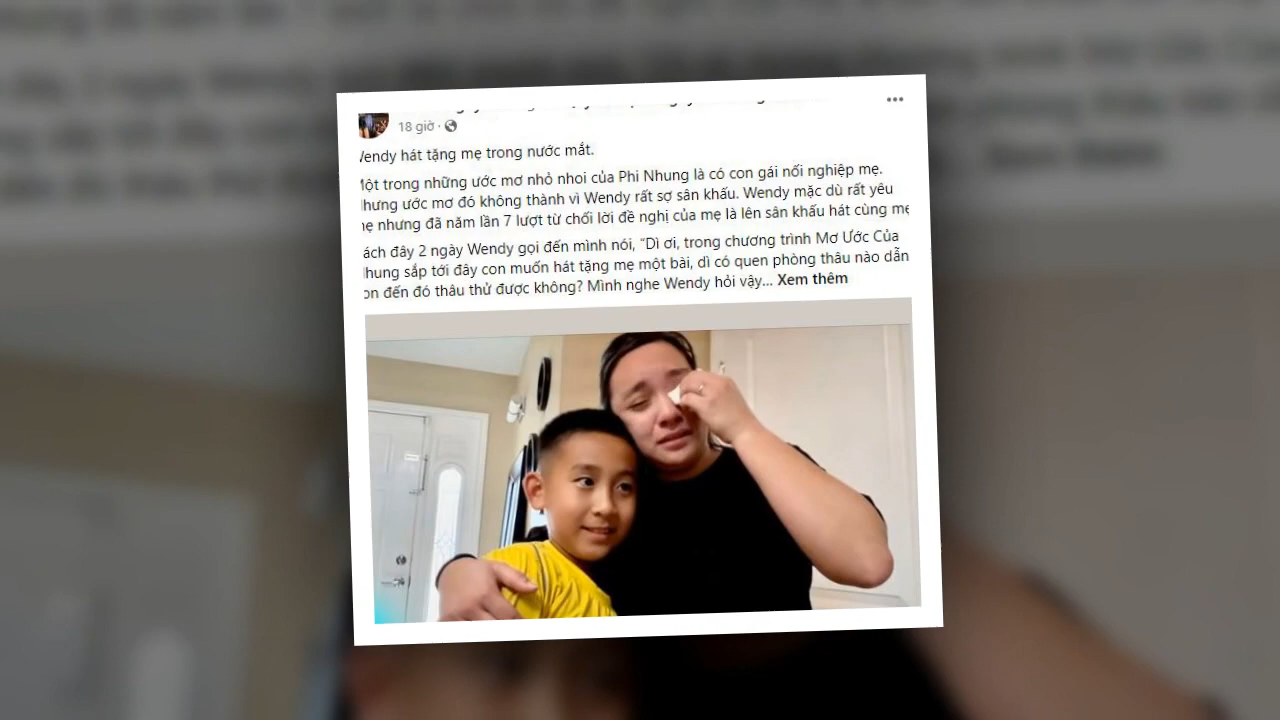 18 giờ ·
Wendy hát tặng mẹ trong nước mắt.
Một trong những ước mơ nhỏ nhoi của Phi Nhung là có con gái nối nghiệp mẹ.
Nhưng ước mơ đó không thành vì Wendy rất sợ sân khấu. Wendy mặc dù rất yêu
mẹ nhưng đã năm lần 7 lượt từ chối lời đề nghị của mẹ là lên sân khấu hát cùng mẹ
Cách đây 2 ngày Wendy gọi đến mình nói, “Dì ơi, trong chương trình Mơ Ước Của
Nhung sắp tới đây con muốn hát tặng mẹ một bài, dì có quen phòng thâu nào dẫn
con đến đó thâu thử được không? Mình nghe Wendy hỏi vậy... Xem thêm